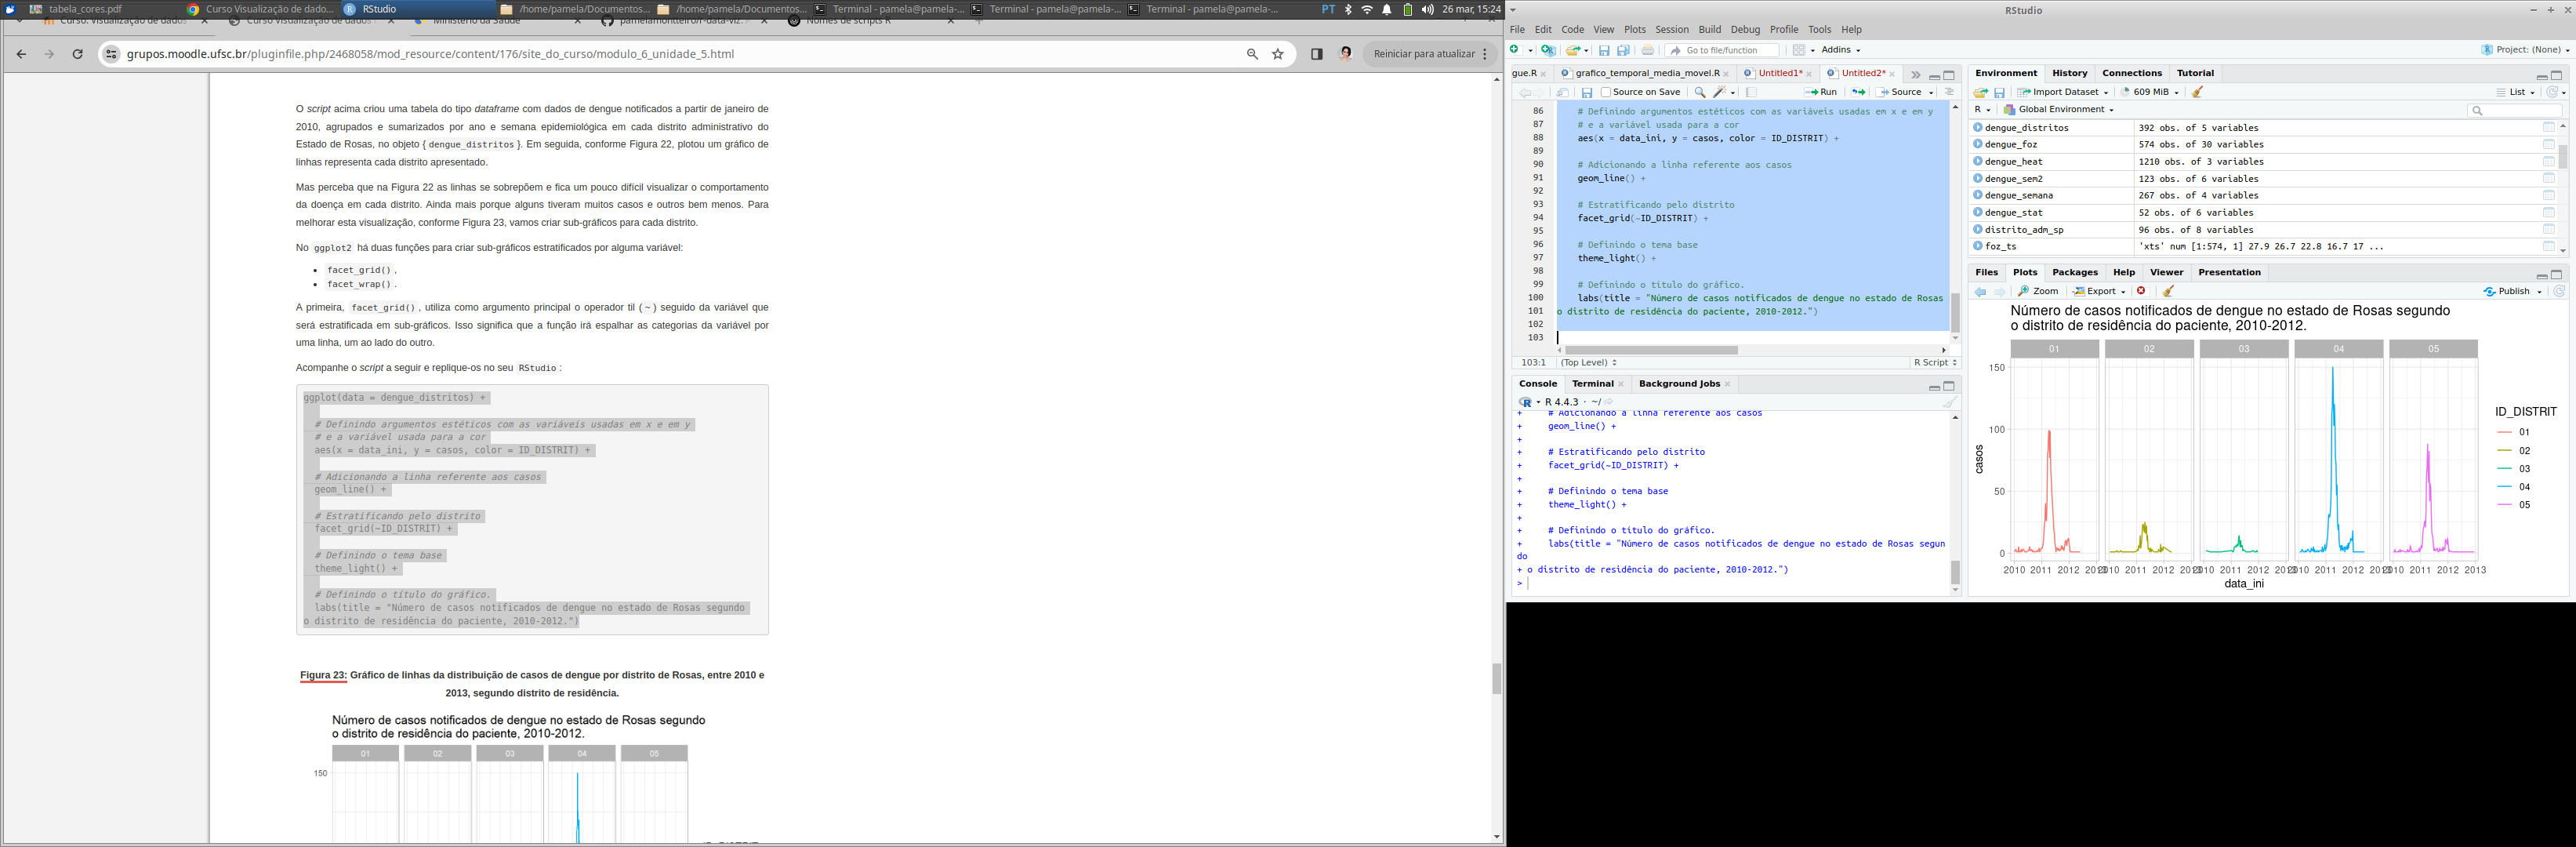 tabela_cores.pdf
Curso Visualização de dado...
RStudio
/home/pamela/Documentos...
/home/pamela/Documentos...
Terminal - pamela@pamela-...
Terminal - pamela@pamela-...
Terminal - pamela@pamela-...
PT
26 mar, 15:24
grupos.moodle.ufsc.br/pluginfile.php/2468058/mod_resource/content/176/site_do_curso/modulo_6_unidade_5.html
Reiniciar para atualizar
O script acima criou uma tabela do tipo dataframe com dados de dengue notificados a partir de janeiro de
2010, agrupados e sumarizados por ano e semana epidemiológica em cada distrito administrativo do
Estado de Rosas, no objeto { dengue_distritos }. Em seguida, conforme Figura 22, plotou um gráfico de
linhas representa cada distrito apresentado.
Mas perceba que na Figura 22 as linhas se sobrepõem e fica um pouco difícil visualizar o comportamento
da doença em cada distrito. Ainda mais porque alguns tiveram muitos casos e outros bem menos. Para
melhorar esta visualização, conforme Figura 23, vamos criar sub-gráficos para cada distrito.
No ggplot2 há duas funções para criar sub-gráficos estratificados por alguma variável:
• facet_grid(),
• facet_wrap().
A primeira, facet_grid(), utiliza como argumento principal o operador til (~) seguido da variável que
será estratificada em sub-gráficos. Isso significa que a função irá espalhar as categorias da variável por
uma linha, um ao lado do outro.
Acompanhe o script a seguir e replique-os no seu RStudio:
ggplot(data = dengue_distritos) +
# Definindo argumentos estéticos com as variáveis usadas em x e em y
# e a variável usada para a cor
aes(x = data_ini, y = casos, color = ID_DISTRIT) +
# Adicionando a linha referente aos casos
geom_line() +
# Estratificando pelo distrito
facet_grid(~ID_DISTRIT) +
# Definindo o tema base
theme_light() +
# Definindo o título do gráfico.
labs(title = "Número de casos notificados de dengue no estado de Rosas segundo
o distrito de residência do paciente, 2010-2012.")
Figura 23: Gráfico de linhas da distribuição de casos de dengue por distrito de Rosas, entre 2010 e
2013, segundo distrito de residência.
Número de casos notificados de dengue no estado de Rosas segundo
o distrito de residência do paciente, 2010-2012.
01 02 03 04 05
150
RStudio
File Edit Code View Plots Session Build Debug Profile Tools Help
Go to file/function
Addins
Project: (None)
gue.R
grafico_temporal_media_movel.R
Untitled1*
Untitled2*
Source on Save
Run
Source
86 # Definindo argumentos estéticos com as variáveis usadas em x e em y
87 # e a variável usada para a cor
88 aes(x = data_ini, y = casos, color = ID_DISTRIT) +
89
90 # Adicionando a linha referente aos casos
91 geom_line() +
92
93 # Estratificando pelo distrito
94 facet_grid(~ID_DISTRIT) +
95
96 # Definindo o tema base
97 theme_light() +
98
99 # Definindo o título do gráfico.
100 labs(title = "Número de casos notificados de dengue no estado de Rosas
101 o distrito de residência do paciente, 2010-2012.")
102
103
103:1 (Top Level) R Script
Console Terminal Background Jobs
R 4.4.3 · ~/
+ # Adicionando a linha referente aos casos
+ geom_line() +
+
+ # Estratificando pelo distrito
+ facet_grid(~ID_DISTRIT) +
+
+ # Definindo o tema base
+ theme_light() +
+
+ # Definindo o título do gráfico.
+ labs(title = "Número de casos notificados de dengue no estado de Rosas segun
do
+ o distrito de residência do paciente, 2010-2012.")
>
Environment History Connections Tutorial
Import Dataset 609 MiB List
R Global Environment
dengue_distritos 392 obs. of 5 variables
dengue_foz 574 obs. of 30 variables
dengue_heat 1210 obs. of 3 variables
dengue_sem2 123 obs. of 6 variables
dengue_semana 267 obs. of 4 variables
dengue_stat 52 obs. of 6 variables
distrito_adm_sp 96 obs. of 8 variables
foz_ts 'xts' num [1:574, 1] 27.9 26.7 22.8 16.7 17 ...
Files Plots Packages Help Viewer Presentation
Zoom Export Publish
Número de casos notificados de dengue no estado de Rosas segundo
o distrito de residência do paciente, 2010-2012.
01 02 03 04 05
150
100
50
0
casos
2010 2011 2012
2011 2012
2011 2012
2011 2012
2011 2012 2013
data_ini
ID_DISTRIT
01
02
03
04
05